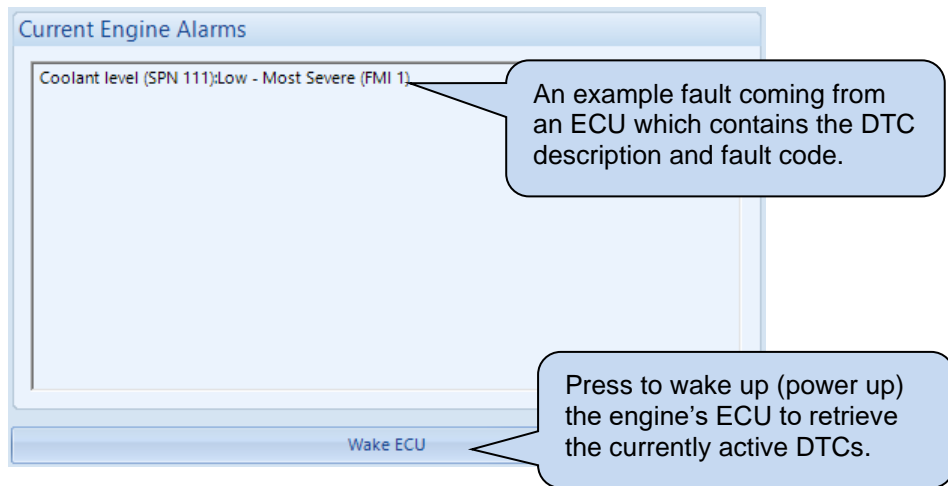 Current Engine Alarms
Coolant level (SPN 111):Low - Most Severe (FMI 1)
An example fault coming from
an ECU which contains the DTC
description and fault code.
Press to wake up (power up)
the engine’s ECU to retrieve
the currently active DTCs.
Wake ECU